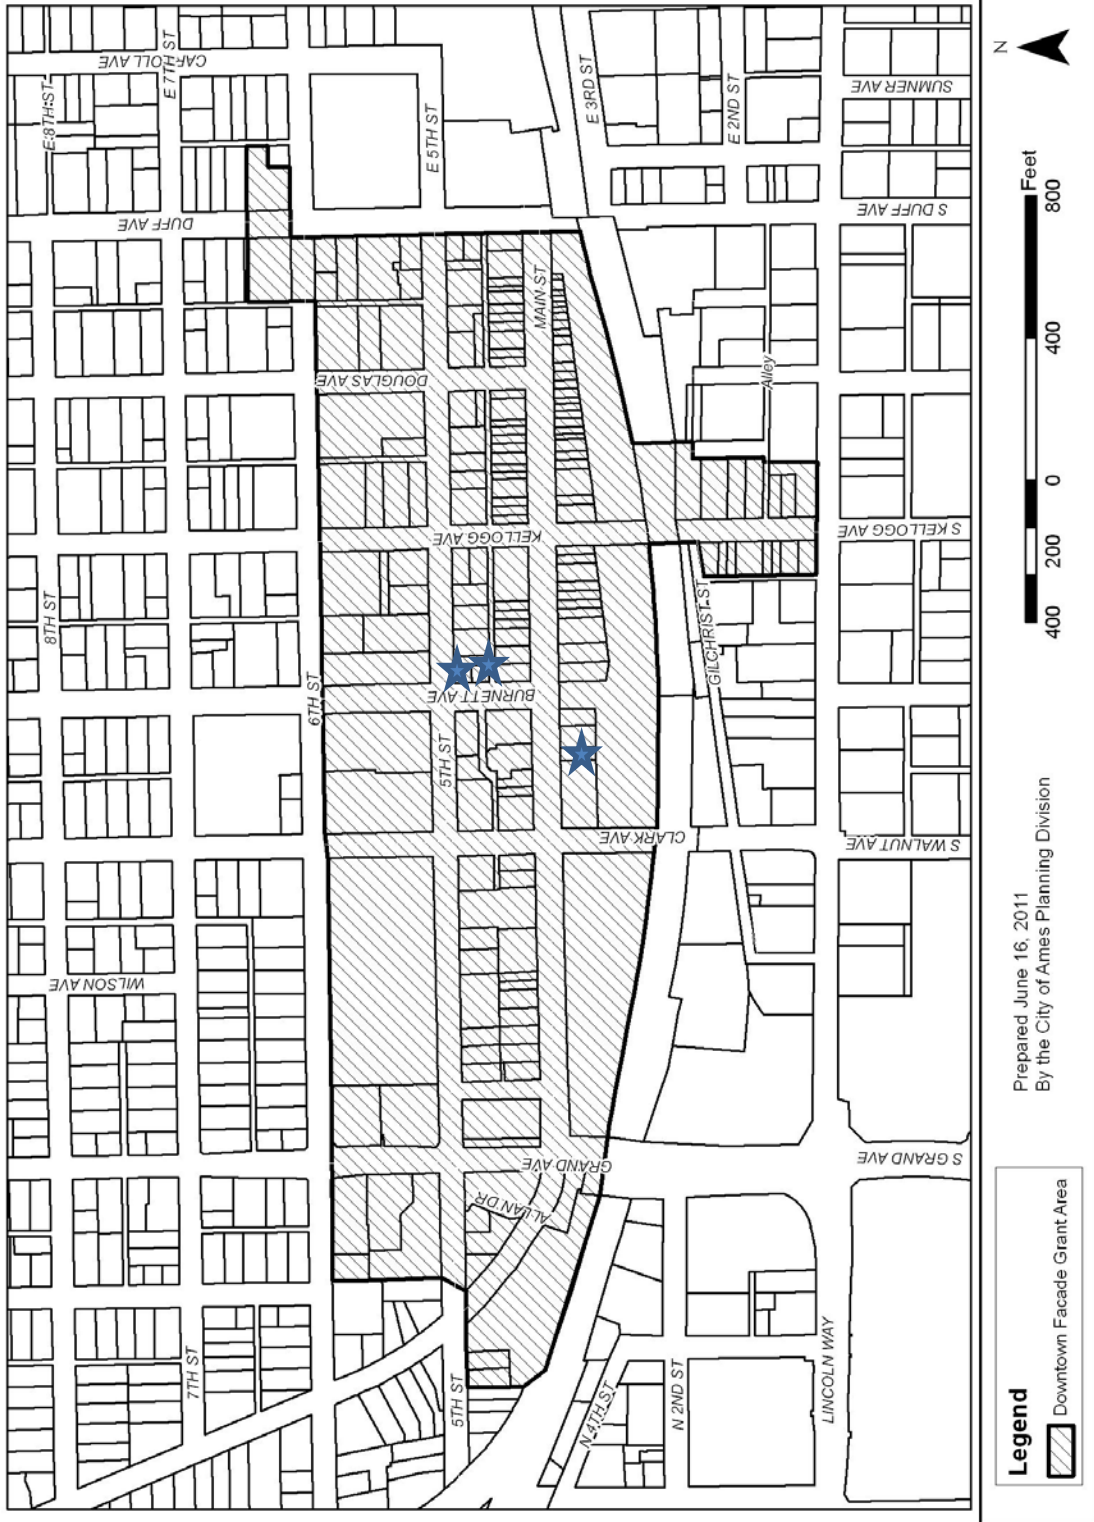 E 8TH ST
E 7TH ST
CARROLL AVE
E 5TH ST
E 3RD ST
E 2ND ST
SUMNER AVE
DUFF AVE
S DUFF AVE
MAIN ST
DOUGLAS AVE
Alley
KELLOGG AVE
S KELLOGG AVE
8TH ST
6TH ST
BURNETT AVE
GILCHRIST ST
5TH ST
CLARK AVE
S WALNUT AVE
WILSON AVE
GRAND AVE
S GRAND AVE
ALLAN DR
7TH ST
5TH ST
N 4TH ST
N 2ND ST
LINCOLN WAY
Legend
Downtown Facade Grant Area
Prepared June 16, 2011
By the City of Ames Planning Division
400 200 0 400 800
Feet
N